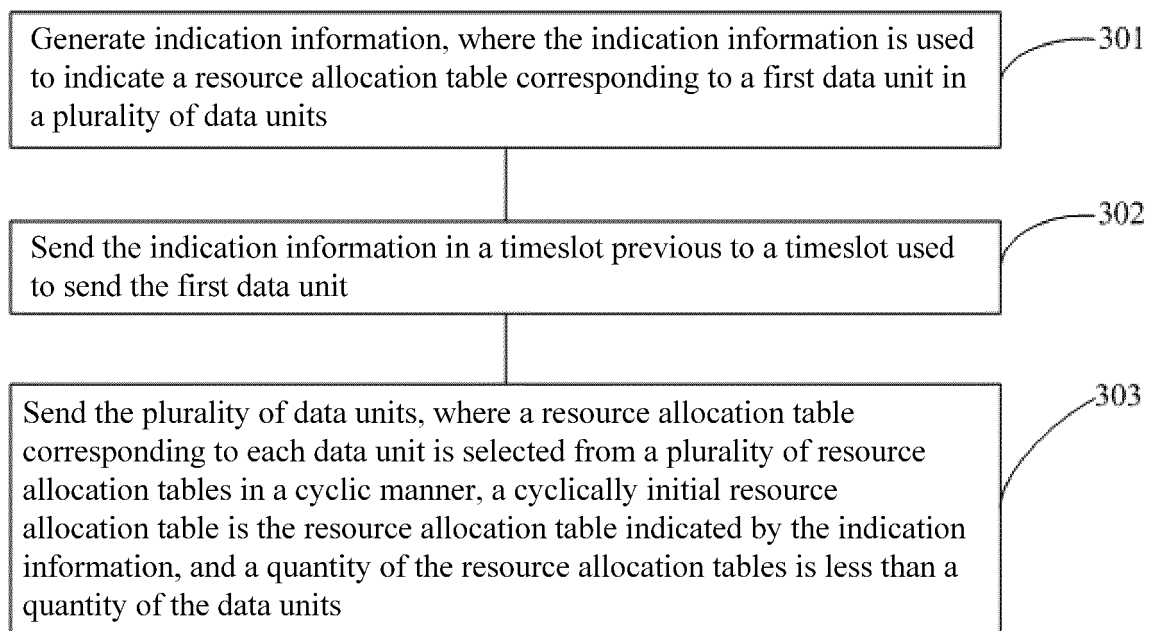 Generate indication information, where the indication information is used
to indicate a resource allocation table corresponding to a first data unit in
a plurality of data units
301
Send the indication information in a timeslot previous to a timeslot used
to send the first data unit
302
Send the plurality of data units, where a resource allocation table
corresponding to each data unit is selected from a plurality of resource
allocation tables in a cyclic manner, a cyclically initial resource
allocation table is the resource allocation table indicated by the indication
information, and a quantity of the resource allocation tables is less than a
quantity of the data units
303